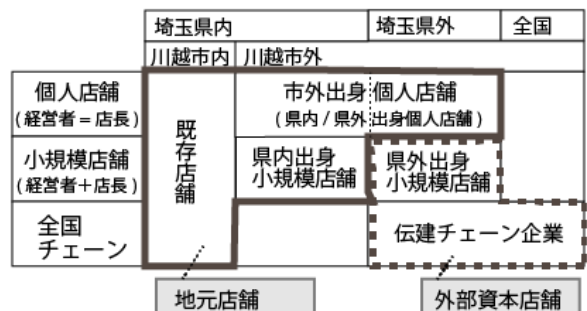 埼玉県内 埼玉県外 全国
川越市内 川越市外
個人店舗
(経営者=店長)
市外出身 個人店舗
(県内/県外 出身個人店舗)
既存店舗
小規模店舗
(経営者+店長)
県内出身
小規模店舗
県外出身
小規模店舗
全国
チェーン
伝建チェーン企業
地元店舗
外部資本店舗